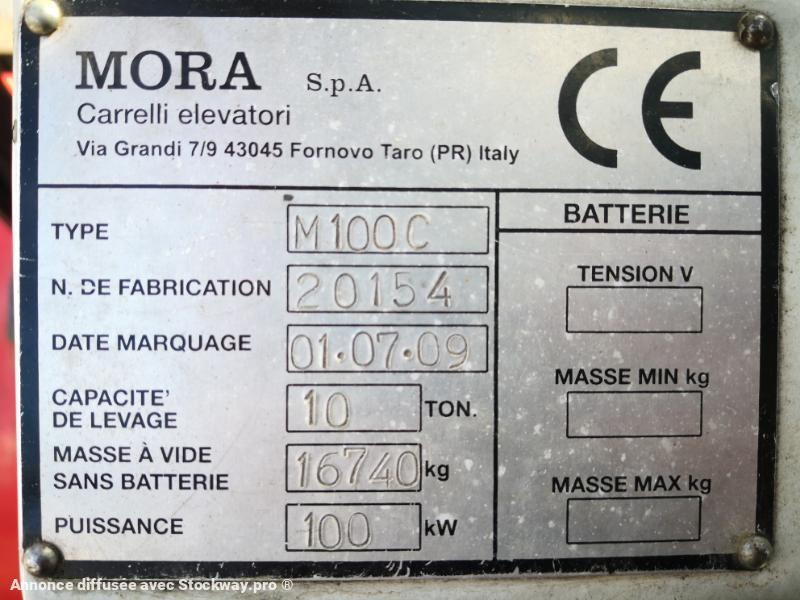 MORA S.p.A.
Carrelli elevatori
Via Grandi 7/9 43045 Fornovo Taro (PR) Italy
CE
TYPE M100C
N. DE FABRICATION 20154
DATE MARQUAGE 01.07.09
CAPACITE'
DE LEVAGE 10 TON.
MASSE À VIDE
SANS BATTERIE 16740 kg
PUISSANCE 100 kW
BATTERIE
TENSION V
MASSE MIN kg
MASSE MAX kg
Annonce diffusée avec Stockway.pro ®